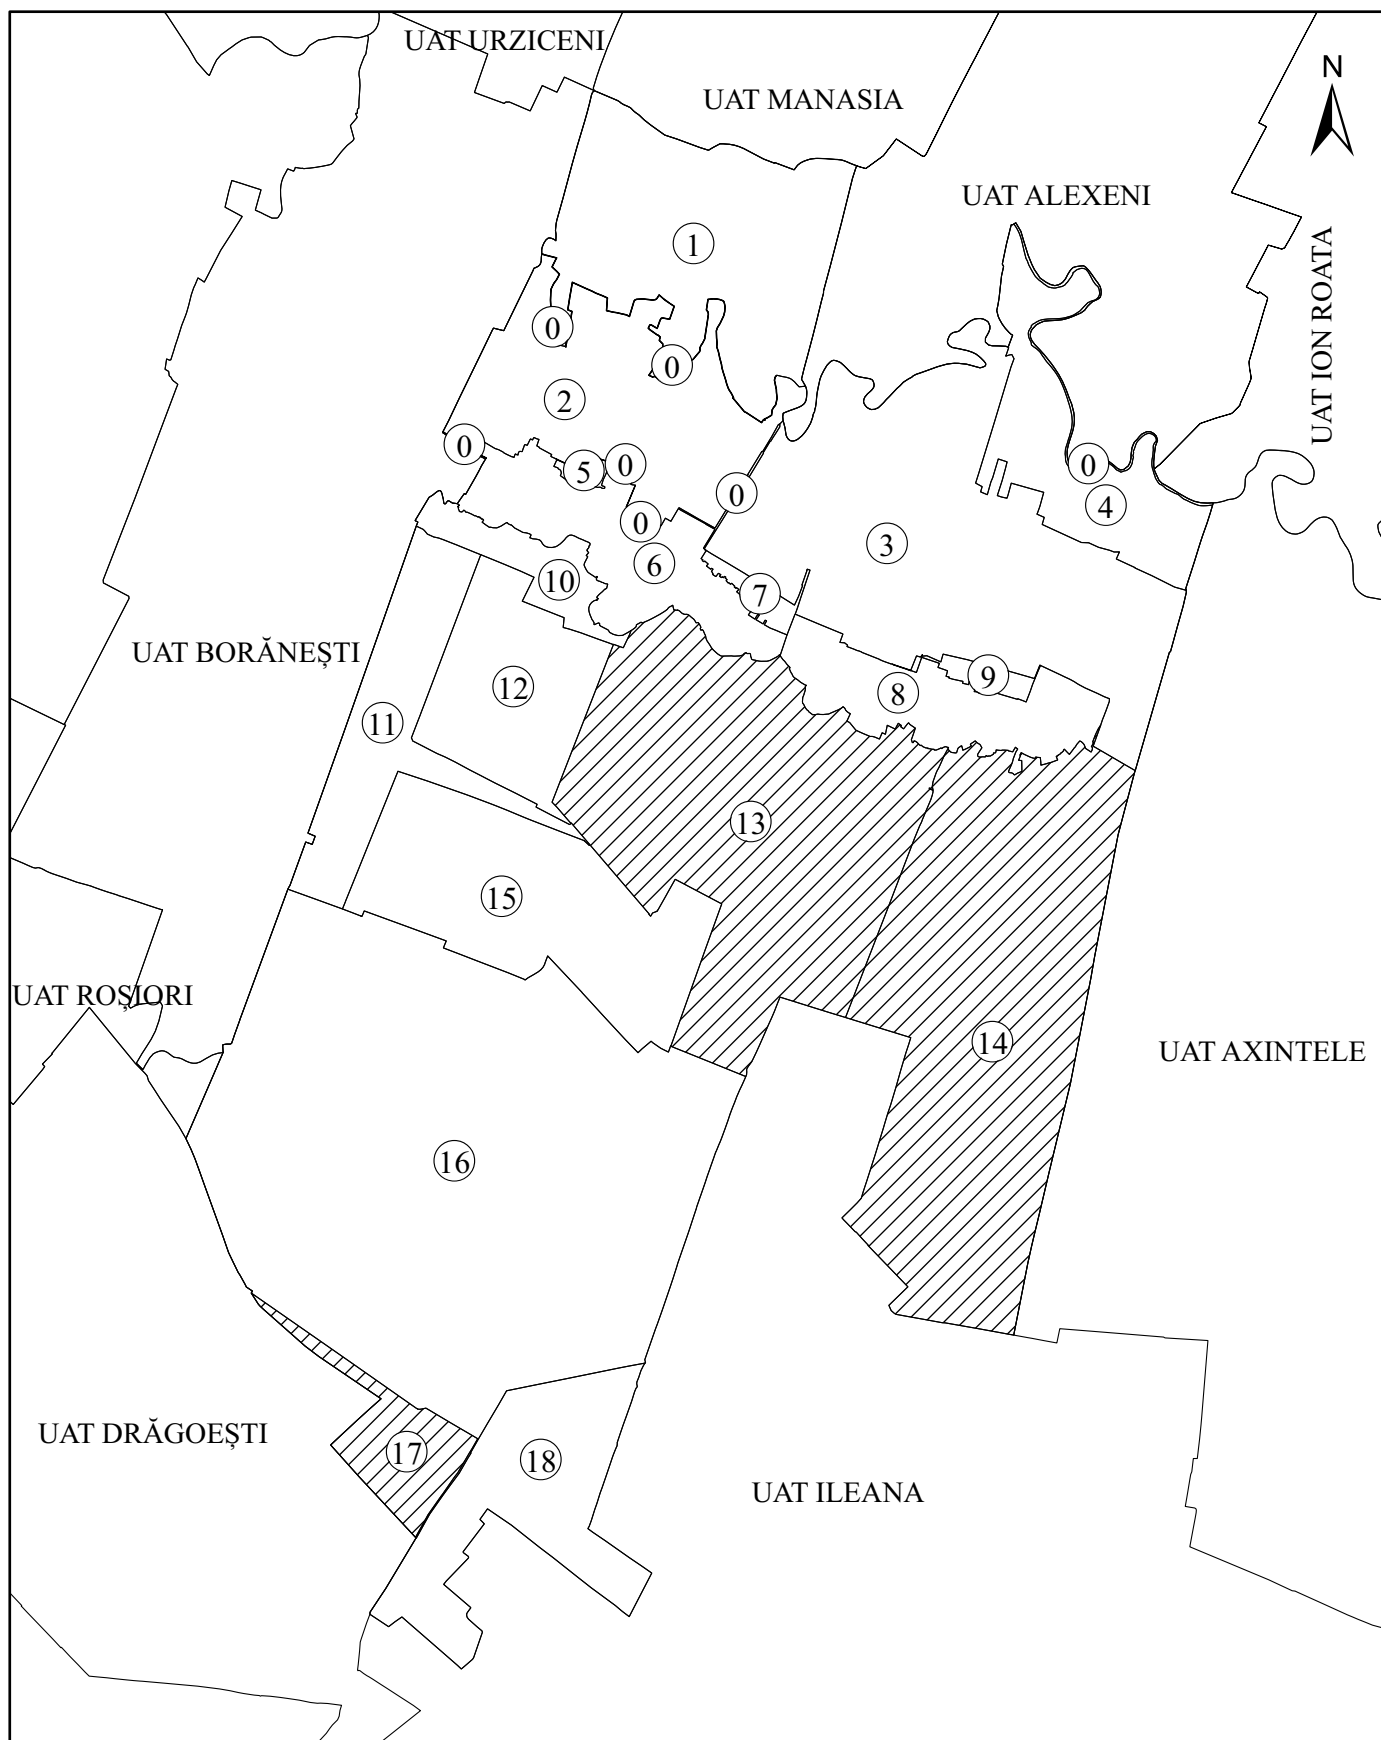 UAT URZICENI
N
UAT MANASIA
UAT ALEXENI
UAT ION ROATA
1
0
0
2
0
5
0
0
0
4
0
3
6
10
7
UAT BORĂNEȘTI
9
12
8
11
13
15
UAT ROȘIORI
14
UAT AXINTELE
16
UAT DRĂGOEȘTI
17
18
UAT ILEANA